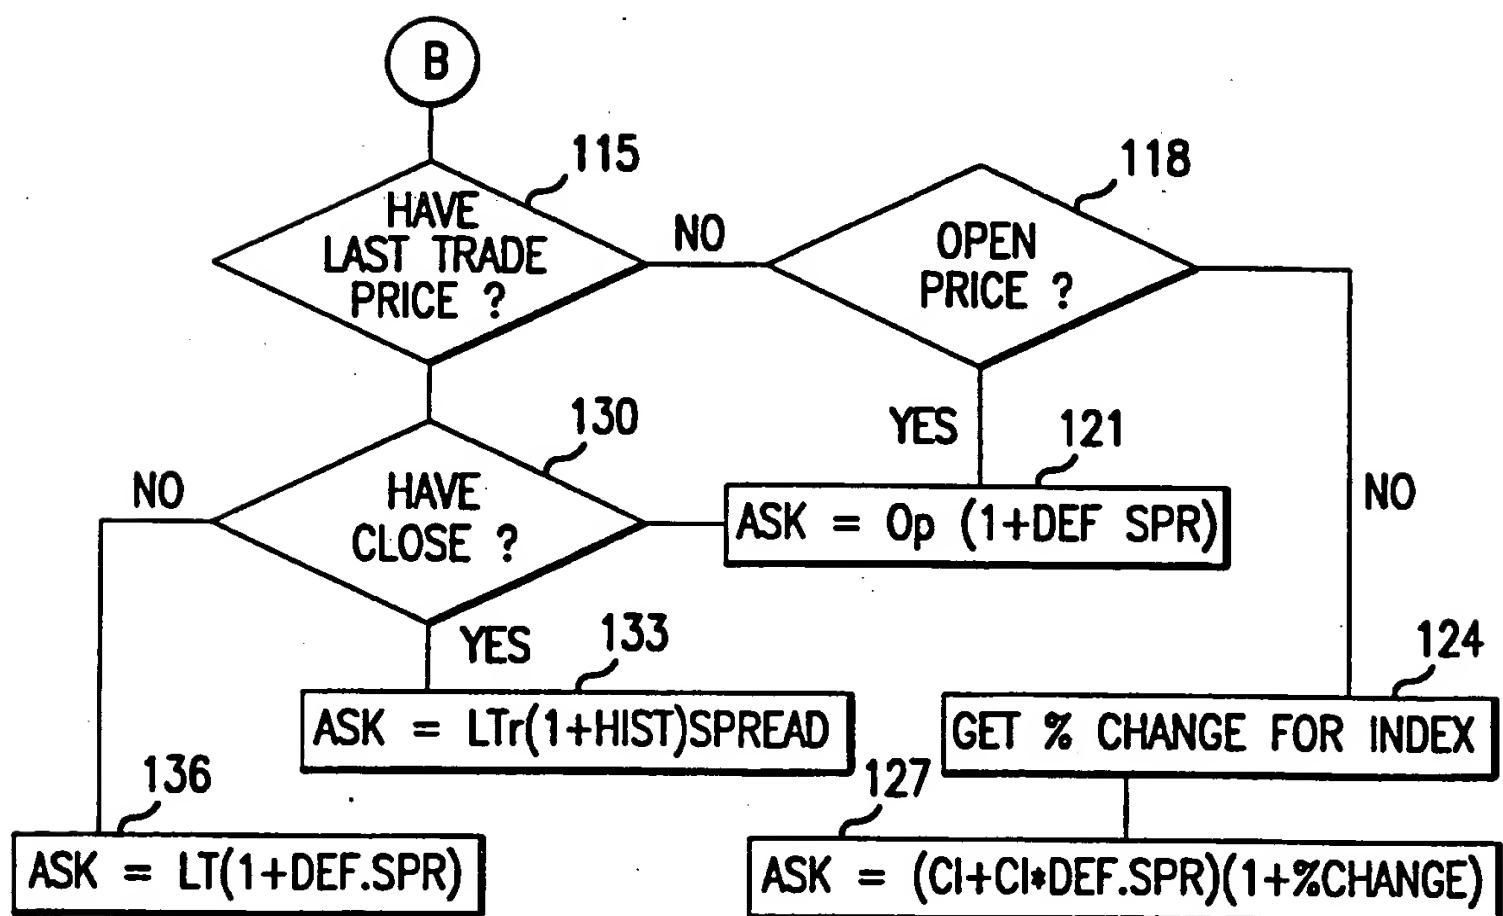 B
115
HAVE
LAST TRADE
PRICE ?
NO
118
OPEN
PRICE ?
130
HAVE
CLOSE ?
NO
YES
121
ASK = Op (1+DEF SPR)
NO
YES
133
ASK = LTr(1+HIST)SPREAD
124
GET % CHANGE FOR INDEX
136
ASK = LT(1+DEF.SPR)
127
ASK = (Cl+Cl*DEF.SPR)(1+%CHANGE)